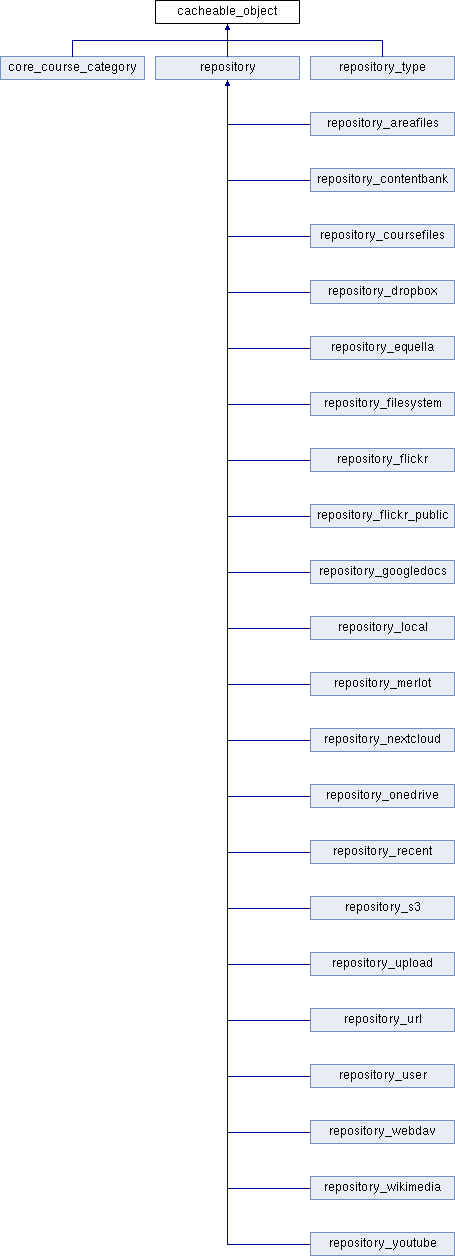 cacheable_object
core_course_category
repository
repository_type
repository_areafiles
repository_contentbank
repository_coursefiles
repository_dropbox
repository_equella
repository_filesystem
repository_flickr
repository_flickr_public
repository_googledocs
repository_local
repository_merlot
repository_nextcloud
repository_onedrive
repository_recent
repository_s3
repository_upload
repository_url
repository_user
repository_webdav
repository_wikimedia
repository_youtube